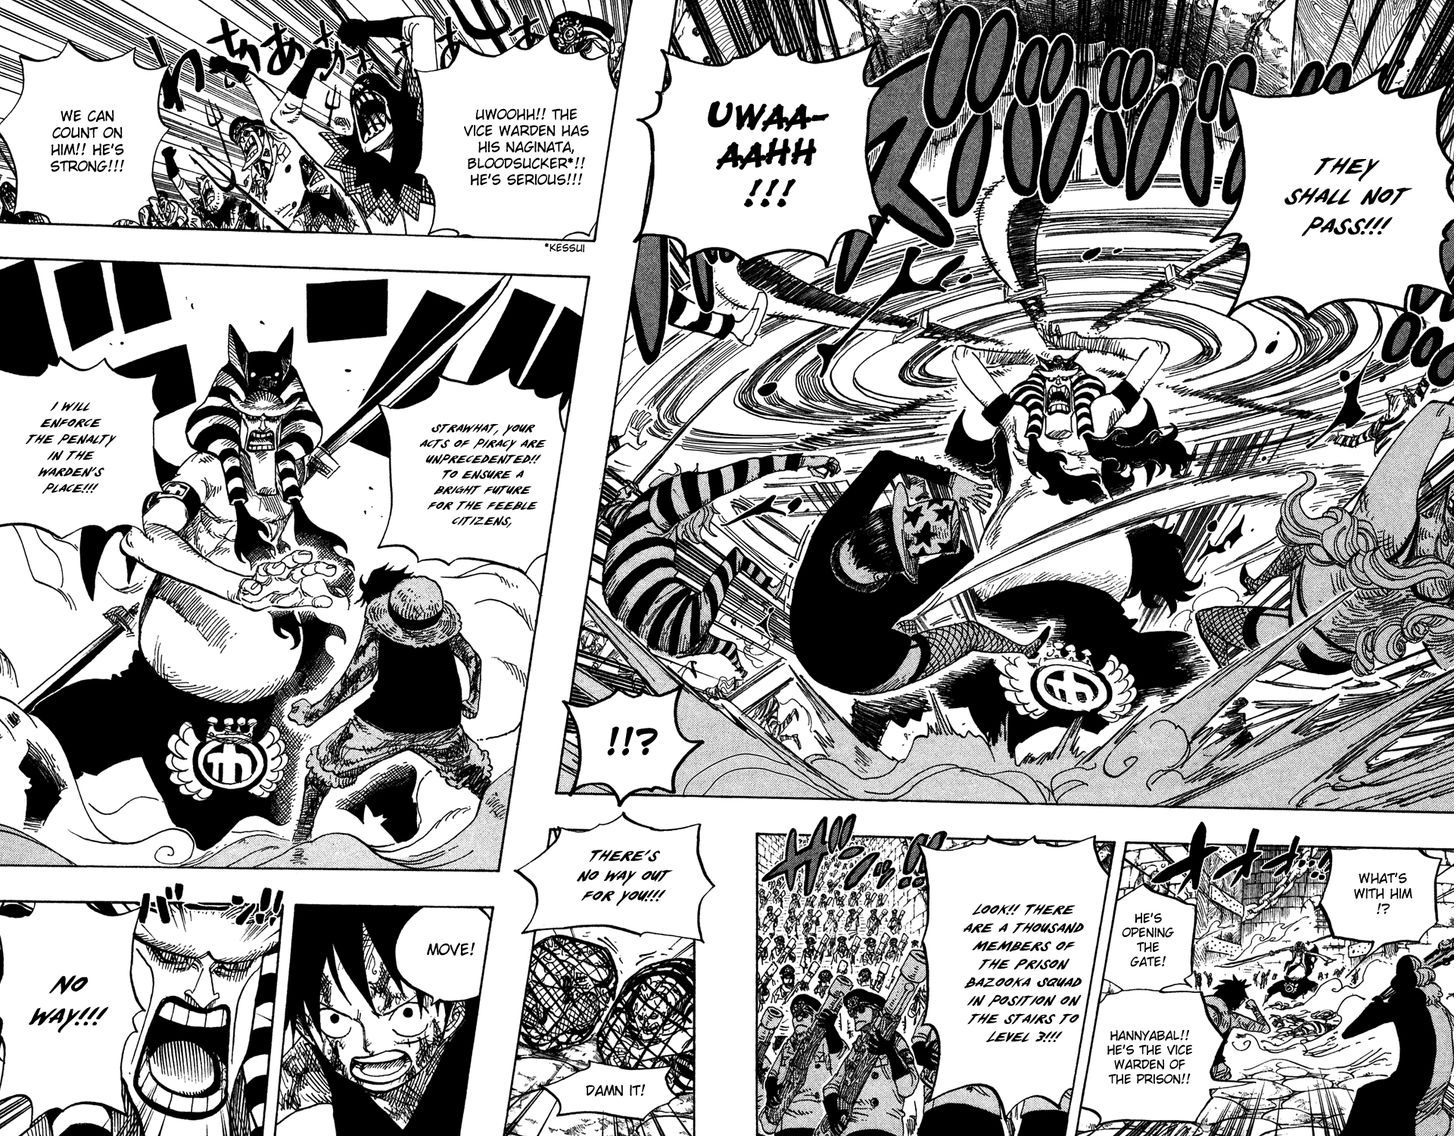 THEY
SHALL NOT
PASS!!!
UWAA-
AAHH
!!!
WHAT'S
WITH HIM
!?
HE'S
OPENING
THE
GATE!
HANNYABAL!!
HE'S THE VICE
WARDEN OF
THE PRISON!!
LOOK!! THERE
ARE A THOUSAND
MEMBERS OF
THE PRISON
BAZOOKA SQUAD
IN POSITION ON
THE STAIRS TO
LEVEL 3!!!
!!?
THERE'S
NO WAY OUT
FOR YOU!!!
DAMN IT!
UWOOHH!! THE
VICE WARDEN HAS
HIS NAGINATA,
BLOODSUCKER*!!
HE'S SERIOUS!!!
*KESSUI
WE CAN
COUNT ON
HIM!! HE'S
STRONG!!!
STRAWHAT, YOUR
ACTS OF PIRACY ARE
UNPRECEDENTED!!
TO ENSURE A
BRIGHT FUTURE
FOR THE FEEBLE
CITIZENS,
I WILL
ENFORCE
THE PENALTY
IN THE
WARDEN'S
PLACE!!!
MOVE!
NO
WAY!!!